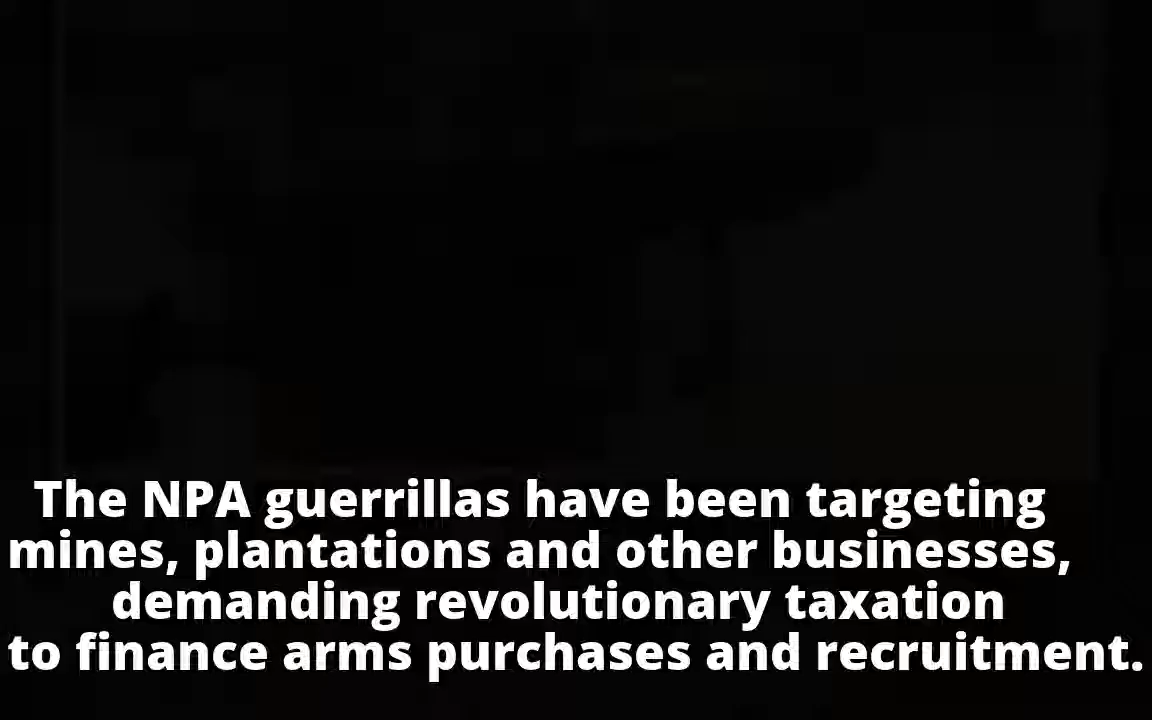 The NPA guerrillas have been targeting
mines, plantations and other businesses,
demanding revolutionary taxation
to finance arms purchases and recruitment.